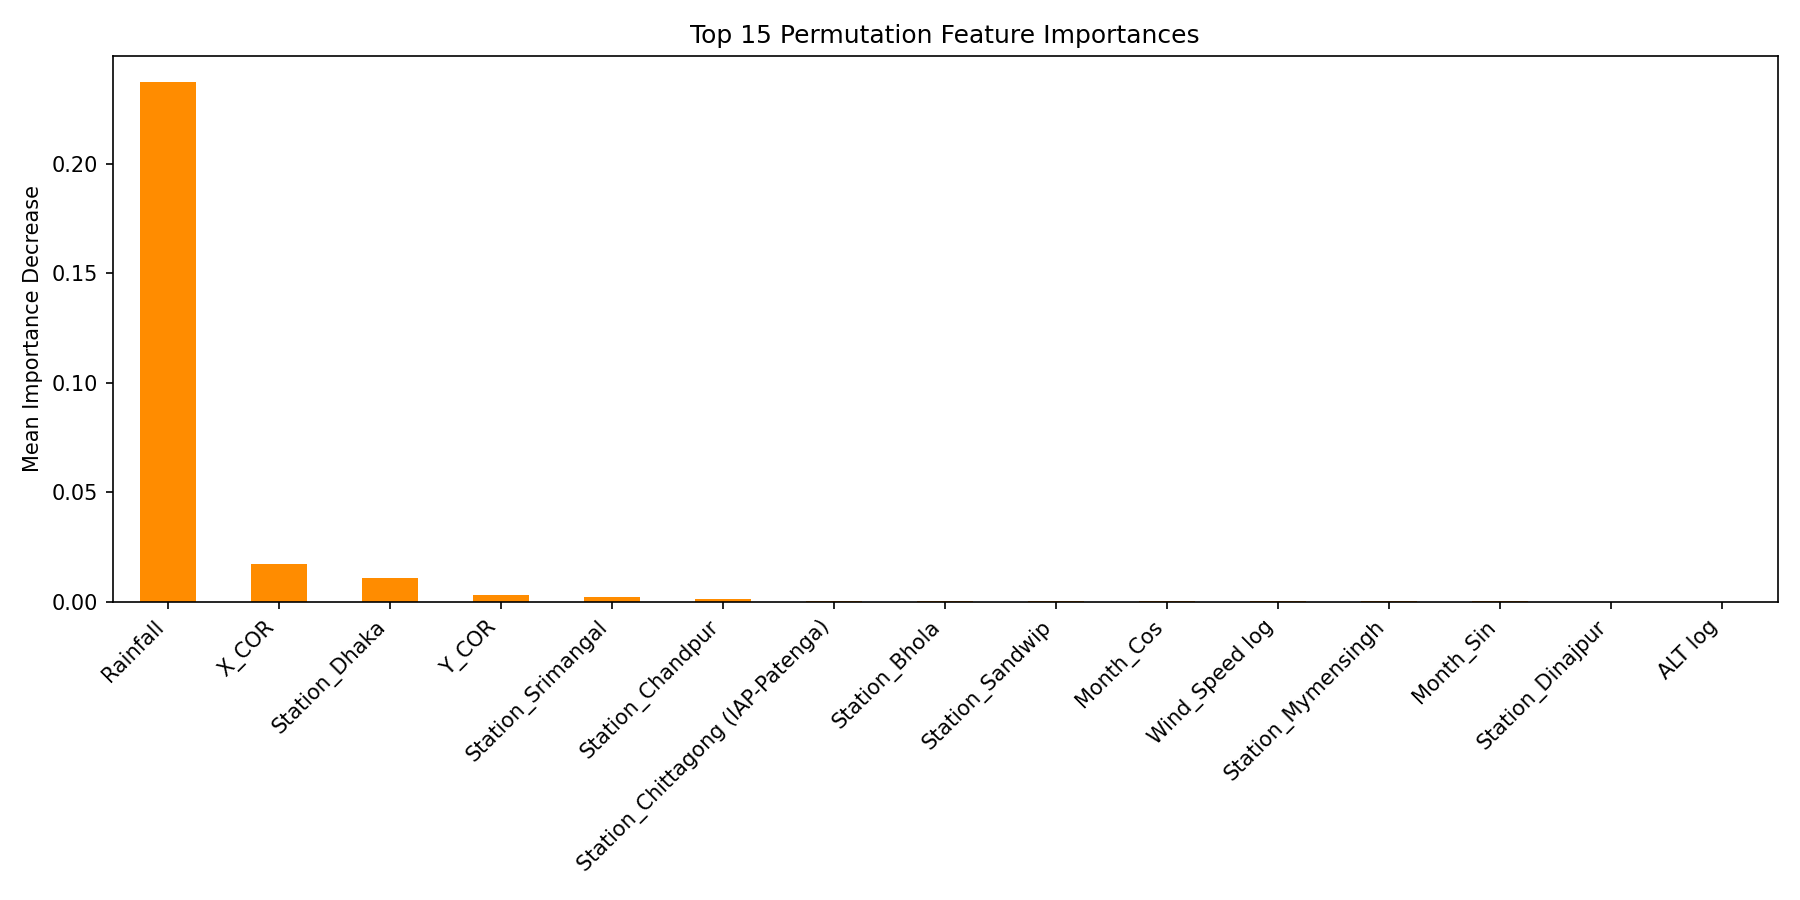 Top 15 Permutation Feature Importances
Mean Importance Decrease
0.20
0.15
0.10
0.05
0.00
Rainfall
X_COR
Station_Dhaka
Y_COR
Station_Srimangal
Station_Chandpur
Station_Chittagong (IAP-Patenga)
Station_Bhola
Station_Sandwip
Month_Cos
Wind_Speed log
Station_Mymensingh
Month_Sin
Station_Dinajpur
ALT log